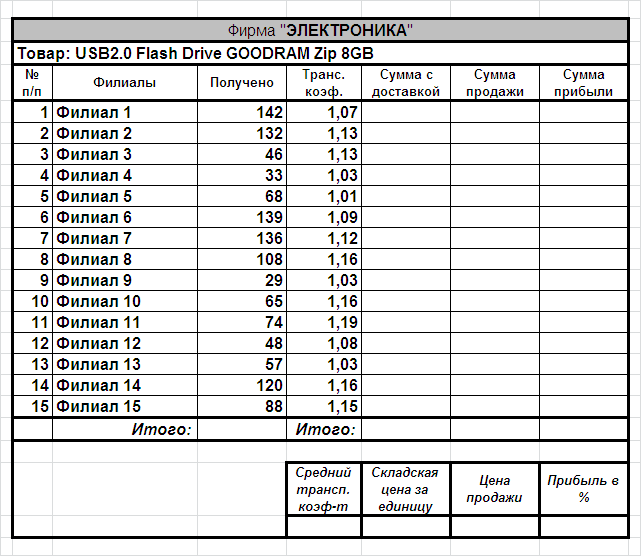 Фирма "ЭЛЕКТРОНИКА"
Товар: USB2.0 Flash Drive GOODRAM Zip 8GB
№ п/п Филиалы Получено Транс. коэф. Сумма с доставкой Сумма продажи Сумма прибыли
1 Филиал 1 142 1,07
2 Филиал 2 132 1,13
3 Филиал 3 46 1,13
4 Филиал 4 33 1,03
5 Филиал 5 68 1,01
6 Филиал 6 139 1,09
7 Филиал 7 136 1,12
8 Филиал 8 108 1,16
9 Филиал 9 29 1,03
10 Филиал 10 65 1,16
11 Филиал 11 74 1,19
12 Филиал 12 48 1,08
13 Филиал 13 57 1,03
14 Филиал 14 120 1,16
15 Филиал 15 88 1,15
Итого: Итого:
Средний трансп. коэф-т Складская цена за единицу Цена продажи Прибыль в %